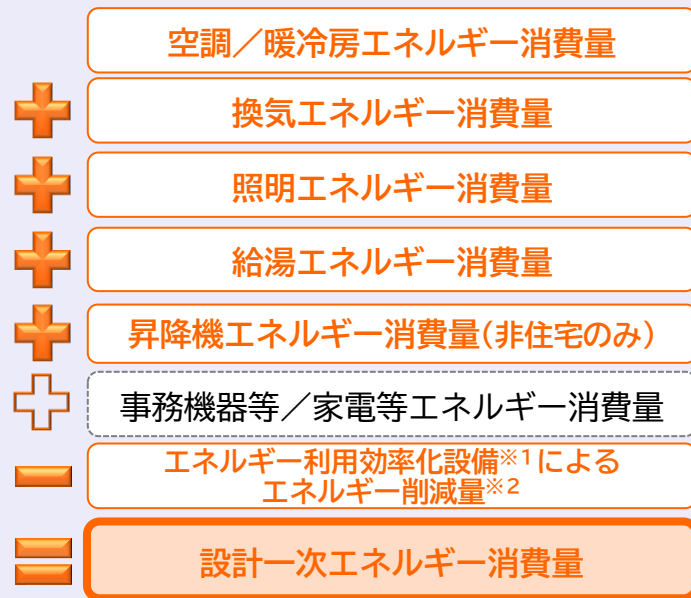 空調／暖冷房エネルギー消費量
換気エネルギー消費量
照明エネルギー消費量
給湯エネルギー消費量
昇降機エネルギー消費量(非住宅のみ)
事務機器等／家電等エネルギー消費量
エネルギー利用効率化設備※1による
エネルギー削減量※2
設計一次エネルギー消費量